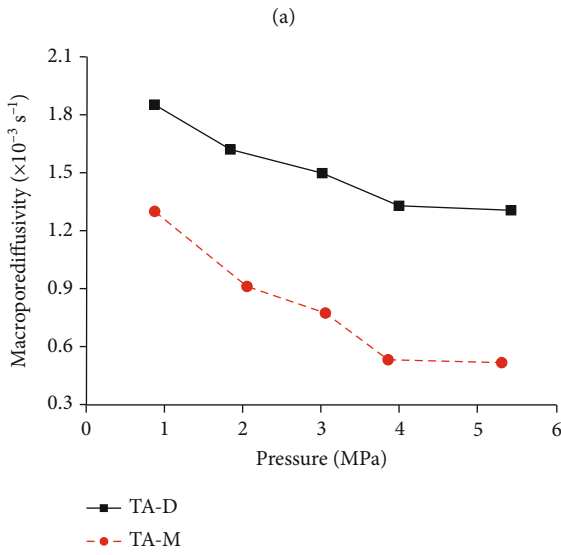 (a)
2.1
1.8
1.5
1.2
0.9
0.6
0.3
Macroporediffusivity (×10⁻³ s⁻¹)
0 1 2 3 4 5 6
Pressure (MPa)
TA-D
TA-M